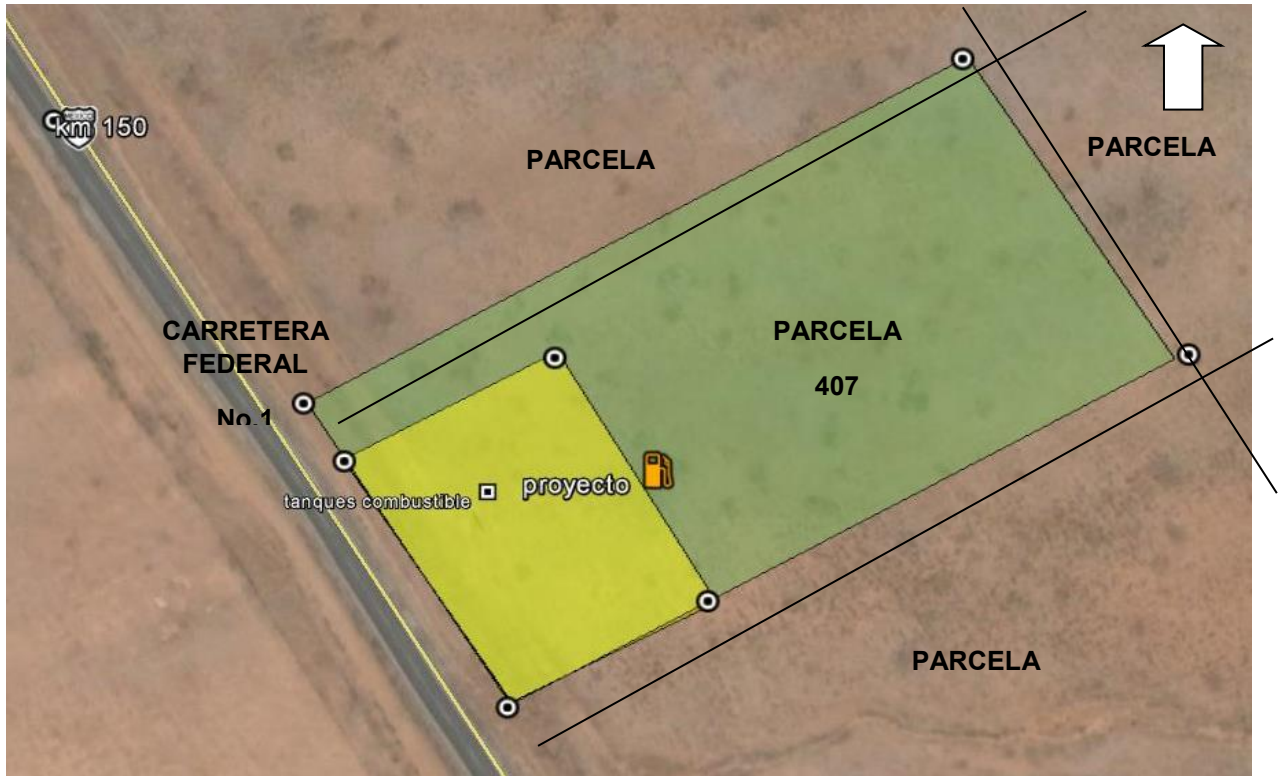 km 150
PARCELA
PARCELA
CARRETERA
FEDERAL
No.1
PARCELA
407
tanques combustible
proyecto
PARCELA